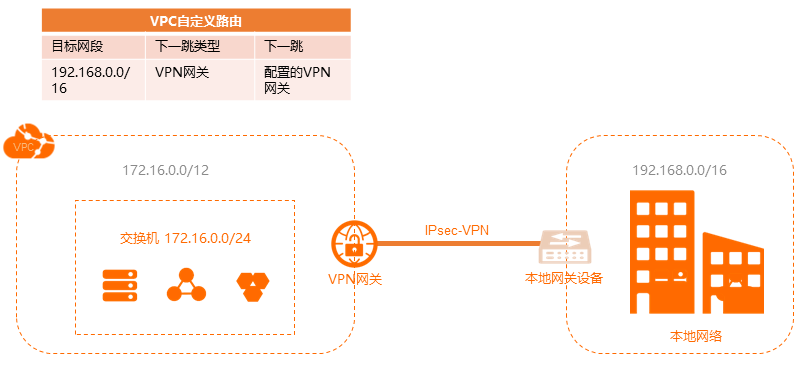 VPC自定义路由
目标网段 下一跳类型 下一跳
192.168.0.0/16 VPN网关 配置的VPN网关
VPC
172.16.0.0/12
192.168.0.0/16
交换机 172.16.0.0/24
IPsec-VPN
VPN网关
本地网关设备
本地网络